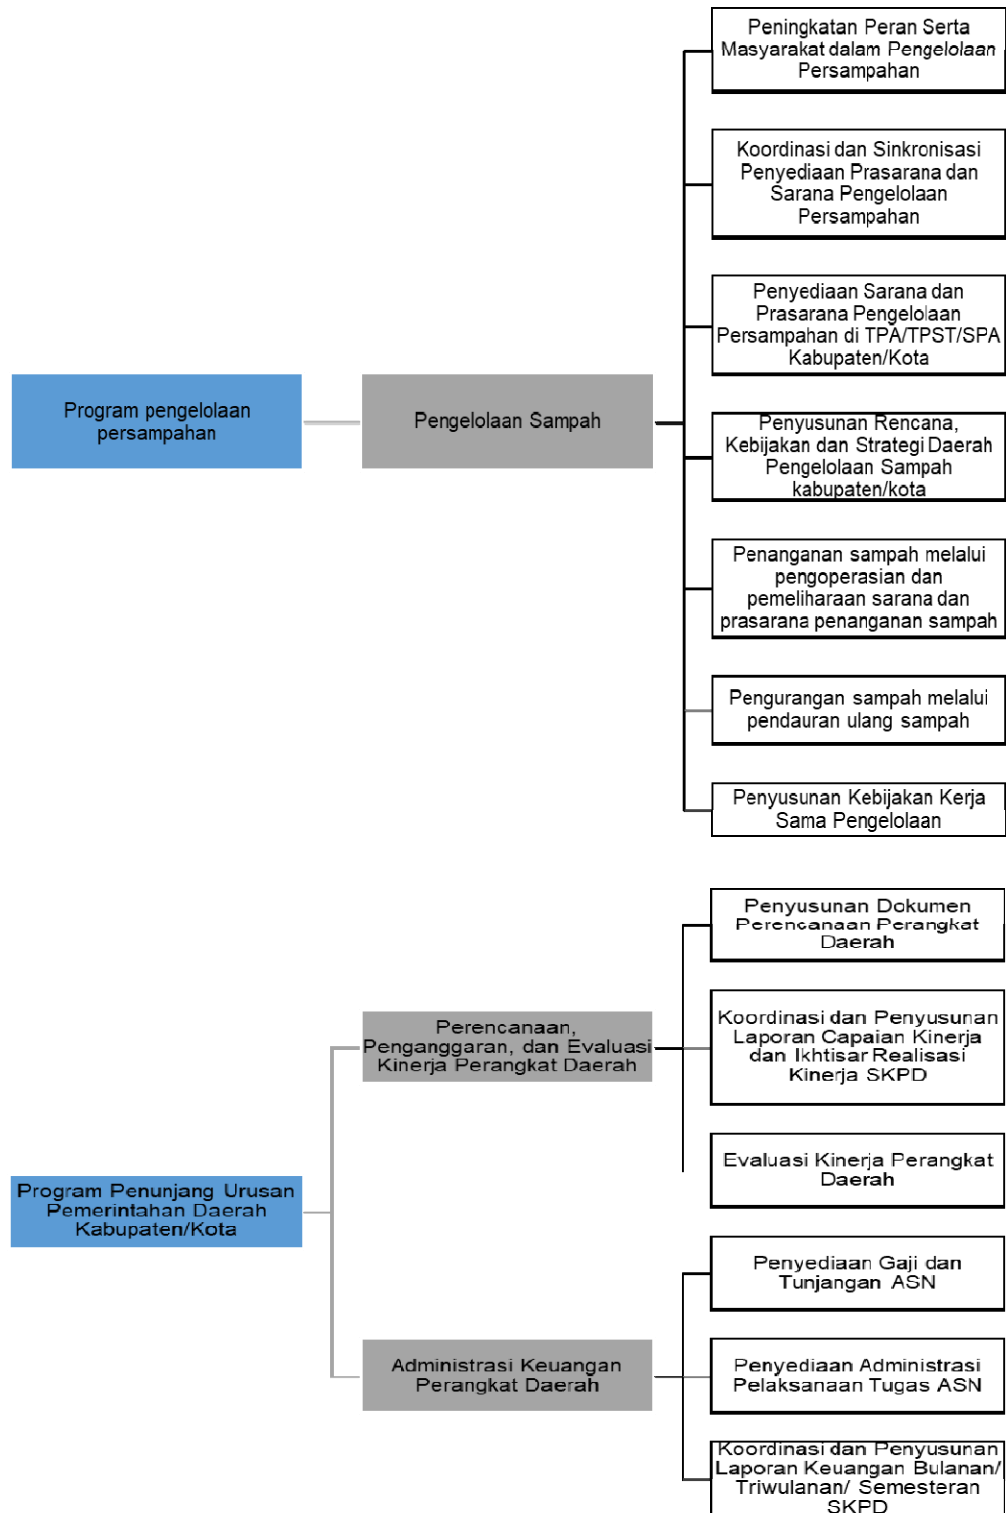 Peningkatan Peran Serta
Masyarakat dalam Pengelolaan
Persampahan
Koordinasi dan Sinkronisasi
Penyediaan Prasarana dan
Sarana Pengelolaan
Persampahan
Penyediaan Sarana dan
Prasarana Pengelolaan
Persampahan di TPA/TPST/SPA
Kabupaten/Kota
Program pengelolaan
persampahan
Pengelolaan Sampah
Penyusunan Rencana,
Kebijakan dan Strategi Daerah
Pengelolaan Sampah
kabupaten/kota
Penanganan sampah melalui
pengoperasian dan
pemeliharaan sarana dan
prasarana penanganan sampah
Pengurangan sampah melalui
pendauran ulang sampah
Penyusunan Kebijakan Kerja
Sama Pengelolaan
Penyusunan Dokumen
Perencanaan Perangkat
Daerah
Perencanaan,
Penganggaran, dan Evaluasi
Kinerja Perangkat Daerah
Koordinasi dan Penyusunan
Laporan Capaian Kinerja
dan Ikhtisar Realisasi
Kinerja SKPD
Evaluasi Kinerja Perangkat
Daerah
Program Penunjang Urusan
Pemerintahan Daerah
Kabupaten/Kota
Penyediaan Gaji dan
Tunjangan ASN
Administrasi Keuangan
Perangkat Daerah
Penyediaan Administrasi
Pelaksanaan Tugas ASN
Koordinasi dan Penyusunan
Laporan Keuangan Bulanan/
Triwulanan/ Semesteran
SKPD